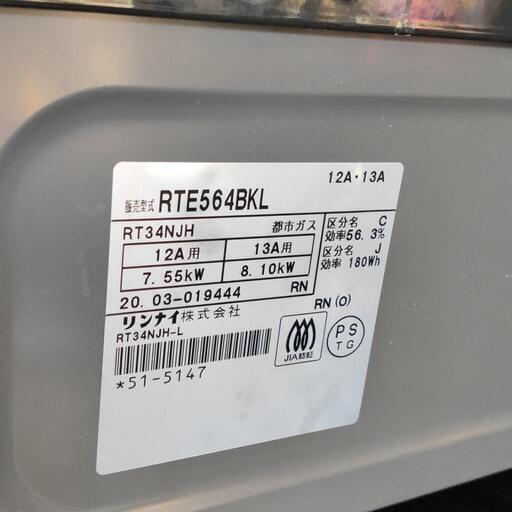 12A・13A
販売型式 RTE564BKL
RT34NJH 都市ガス
12A用 13A用
7.55kW 8.10kW
区分名 C
効率56.3%
区分名 J
効率 180Wh
20.03-019444 RN
リンナイ株式会社 RN(O)
RT34NJH-L
JIA認証
PS
TG
*51-5147